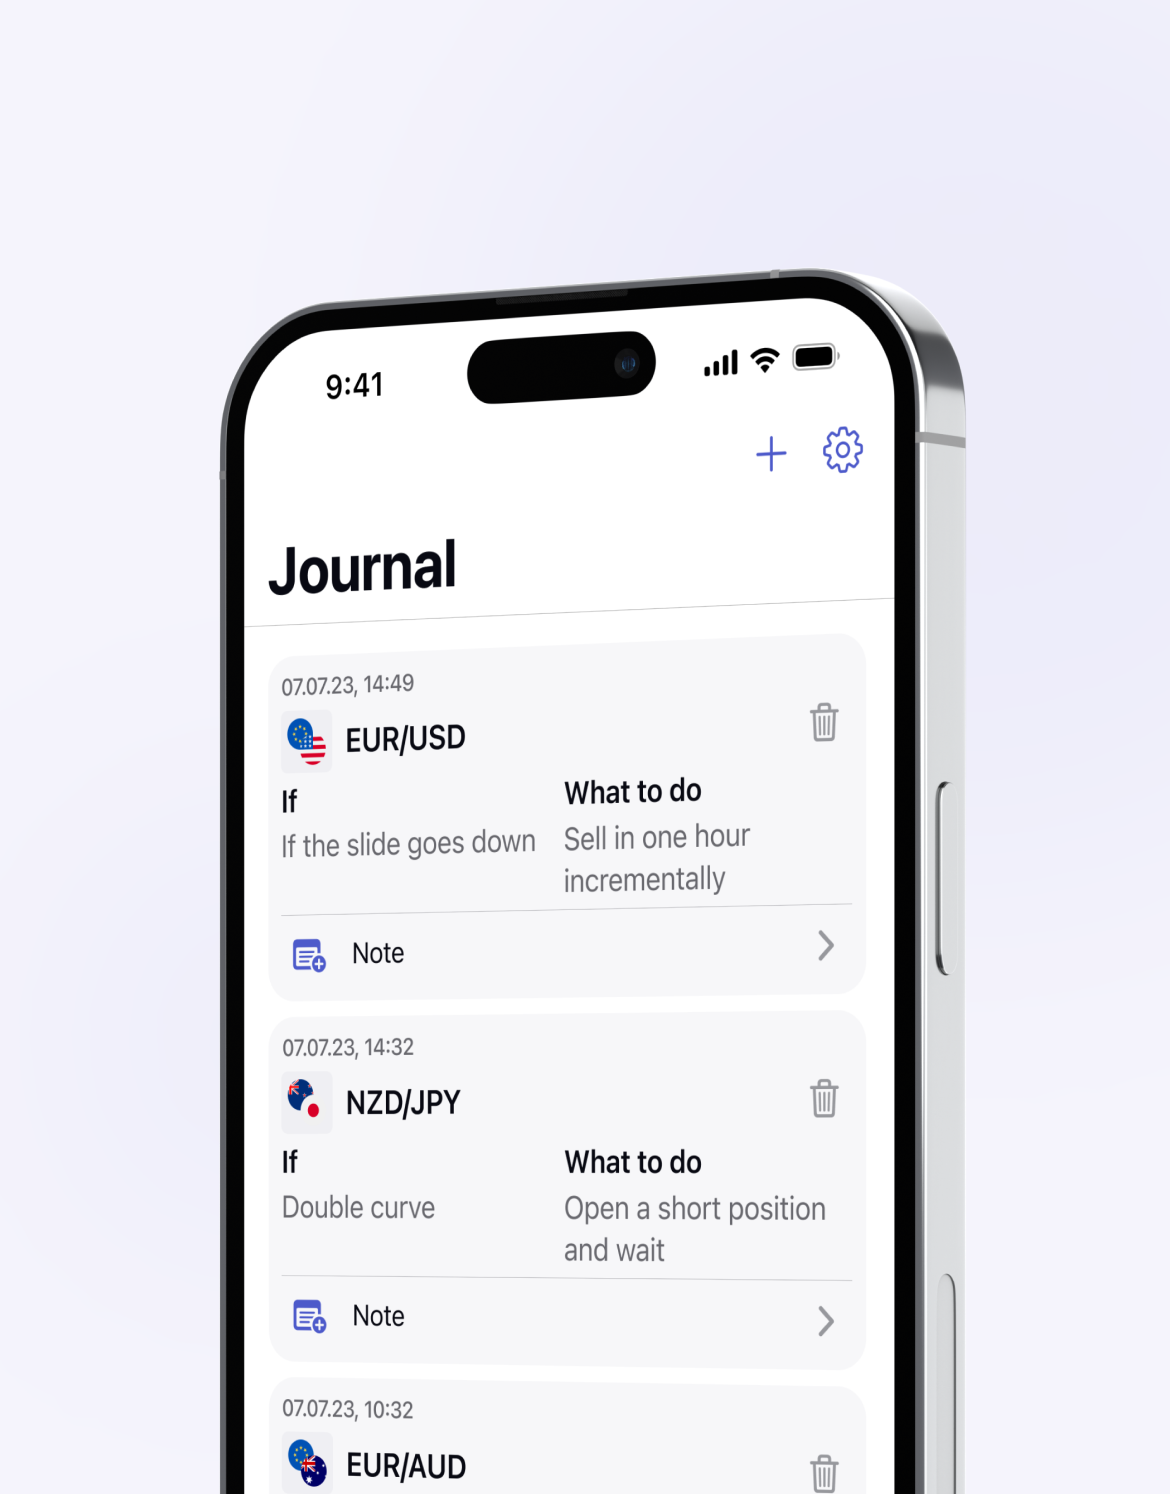 9:41
Journal
07.07.23, 14:49
EUR/USD
If
What to do
If the slide goes down
Sell in one hour
incrementally
Note
07.07.23, 14:32
NZD/JPY
If
What to do
Double curve
Open a short position
and wait
Note
07.07.23, 10:32
EUR/AUD